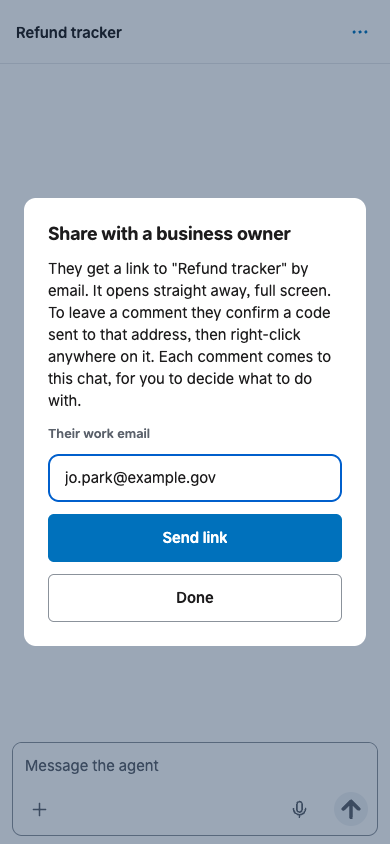 Refund tracker
Share with a business owner
They get a link to "Refund tracker" by
email. It opens straight away, full screen.
To leave a comment they confirm a code
sent to that address, then right-click
anywhere on it. Each comment comes to
this chat, for you to decide what to do
with.
Their work email
jo.park@example.gov
Send link
Done
Message the agent